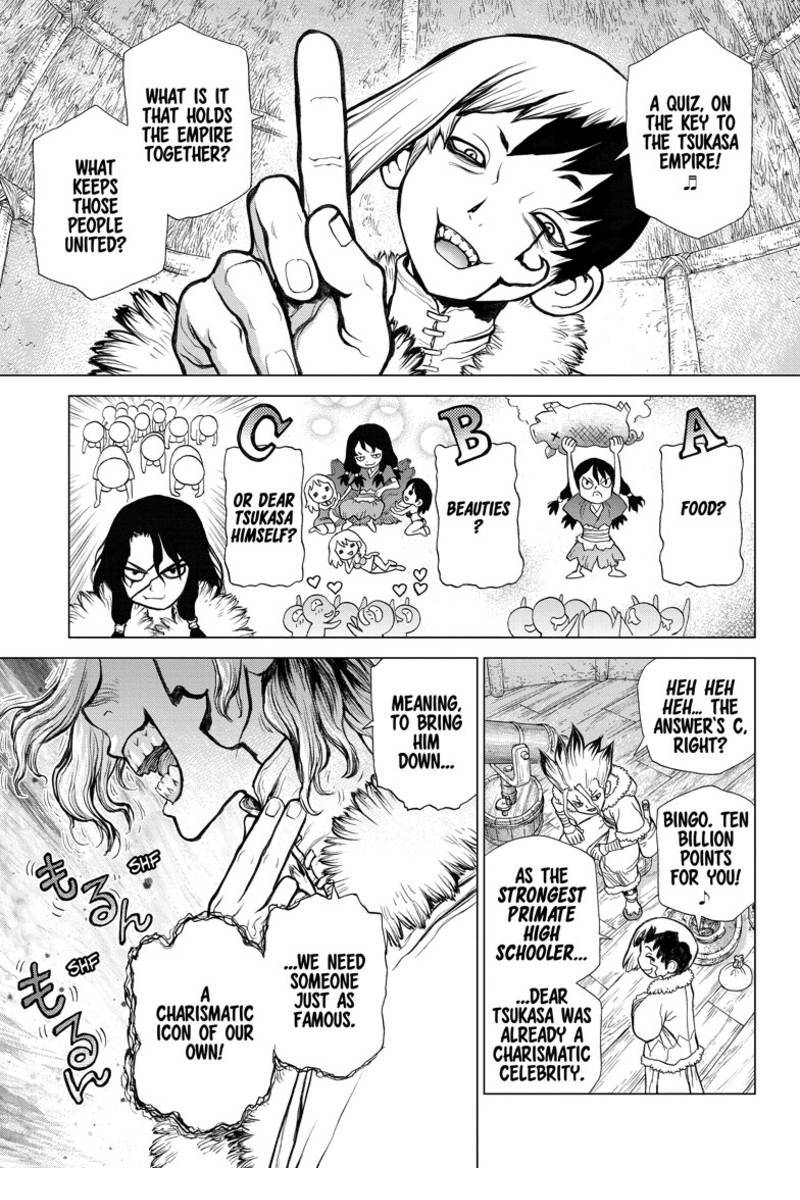 A QUIZ, ON
THE KEY TO
THE TSUKASA
EMPIRE!
♫
WHAT IS IT
THAT HOLDS
THE EMPIRE
TOGETHER?
WHAT
KEEPS
THOSE
PEOPLE
UNITED?
A
FOOD?
B
BEAUTIES
?
C
OR DEAR
TSUKASA
HIMSELF?
HEH HEH
HEH... THE
ANSWER'S C,
RIGHT?
BINGO. TEN
BILLION
POINTS
FOR YOU!
♪
AS THE
STRONGEST
PRIMATE
HIGH
SCHOOLER...
...DEAR
TSUKASA WAS
ALREADY A
CHARISMATIC
CELEBRITY.
MEANING,
TO BRING
HIM
DOWN...
...WE NEED
SOMEONE
JUST AS
FAMOUS.
A
CHARISMATIC
ICON OF OUR
OWN!
SHF
もるん
SHF
もるん